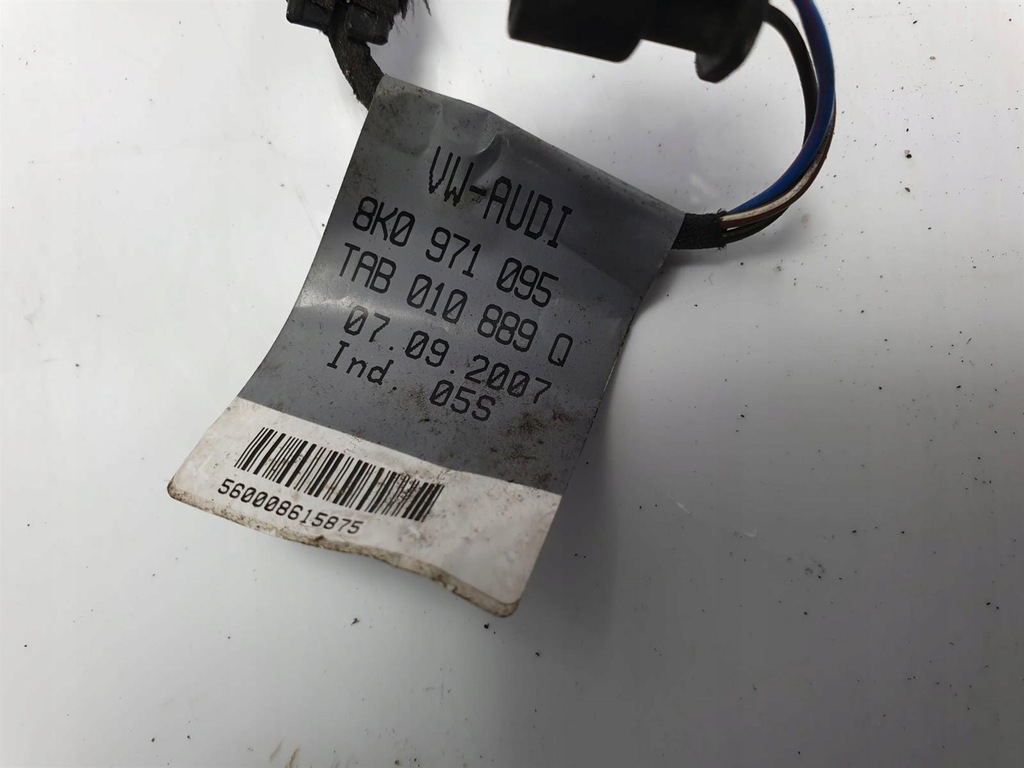 VW-AUDI
8K0 971 095
TAB 010 889 Q
07.09.2007
Ind. 05S
560008615875